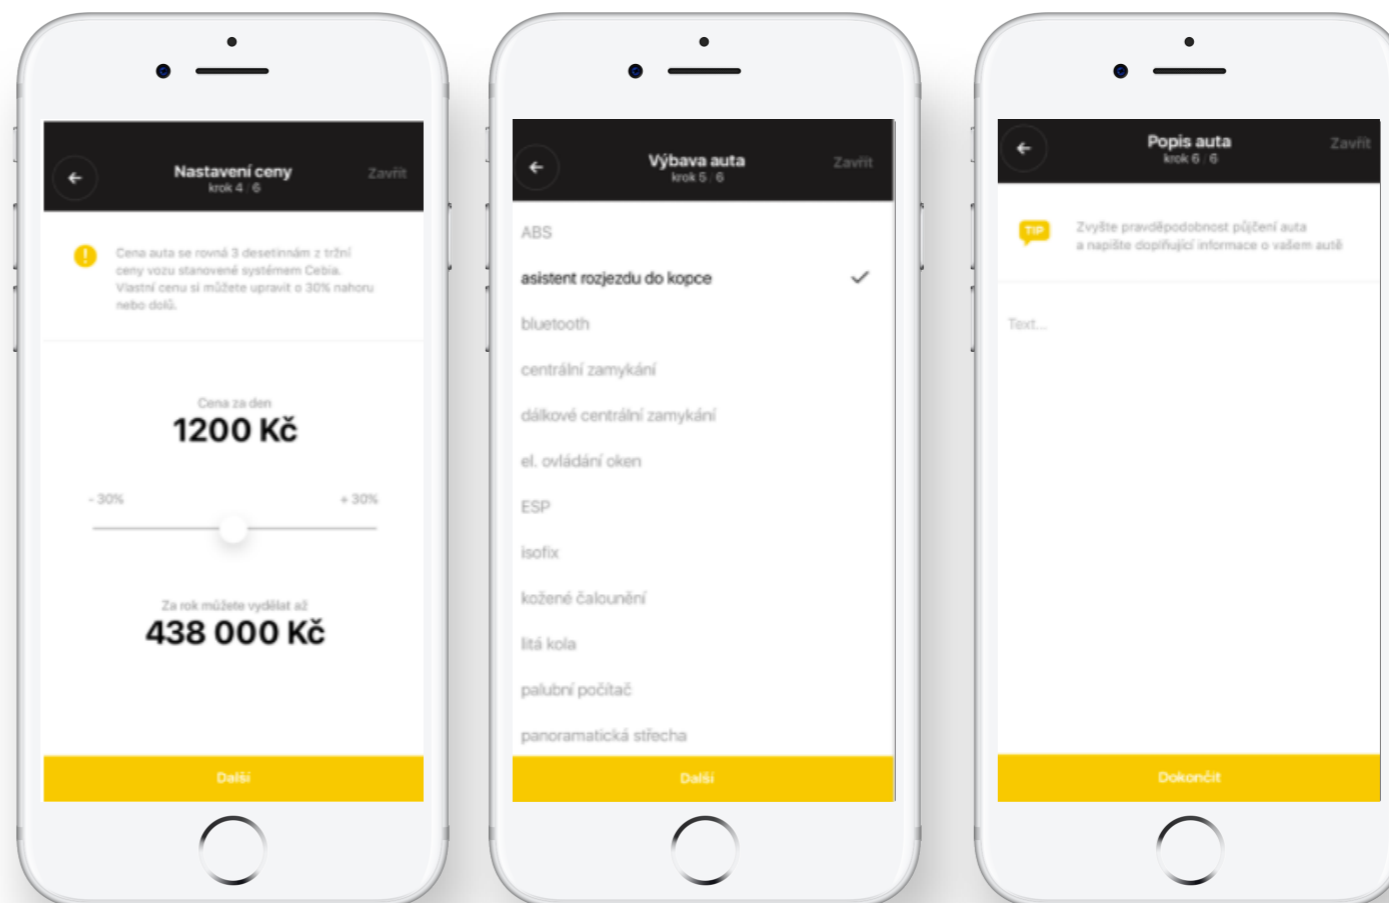 Nastavení ceny
krok 4 / 6
Zavřít
Cena auta se rovná 3 desetinnám z tržní
ceny vozu stanovené systémem Cebia.
Vlastní cenu si můžete upravit o 30% nahoru
nebo dolů.
Cena za den
1200 Kč
- 30%
+ 30%
Za rok můžete vydělat až
438 000 Kč
Další
Výbava auta
krok 5 / 6
Zavřít
ABS
asistent rozjezdu do kopce
bluetooth
centrální zamykání
dálkové centrální zamykání
el. ovládání oken
ESP
isofix
kožené čalounění
litá kola
palubní počítač
panoramatická střecha
Další
Popis auta
krok 6 / 6
Zavřít
TIP
Zvyšte pravděpodobnost půjčení auta
a napište doplňující informace o vašem autě
Text...
Dokončit